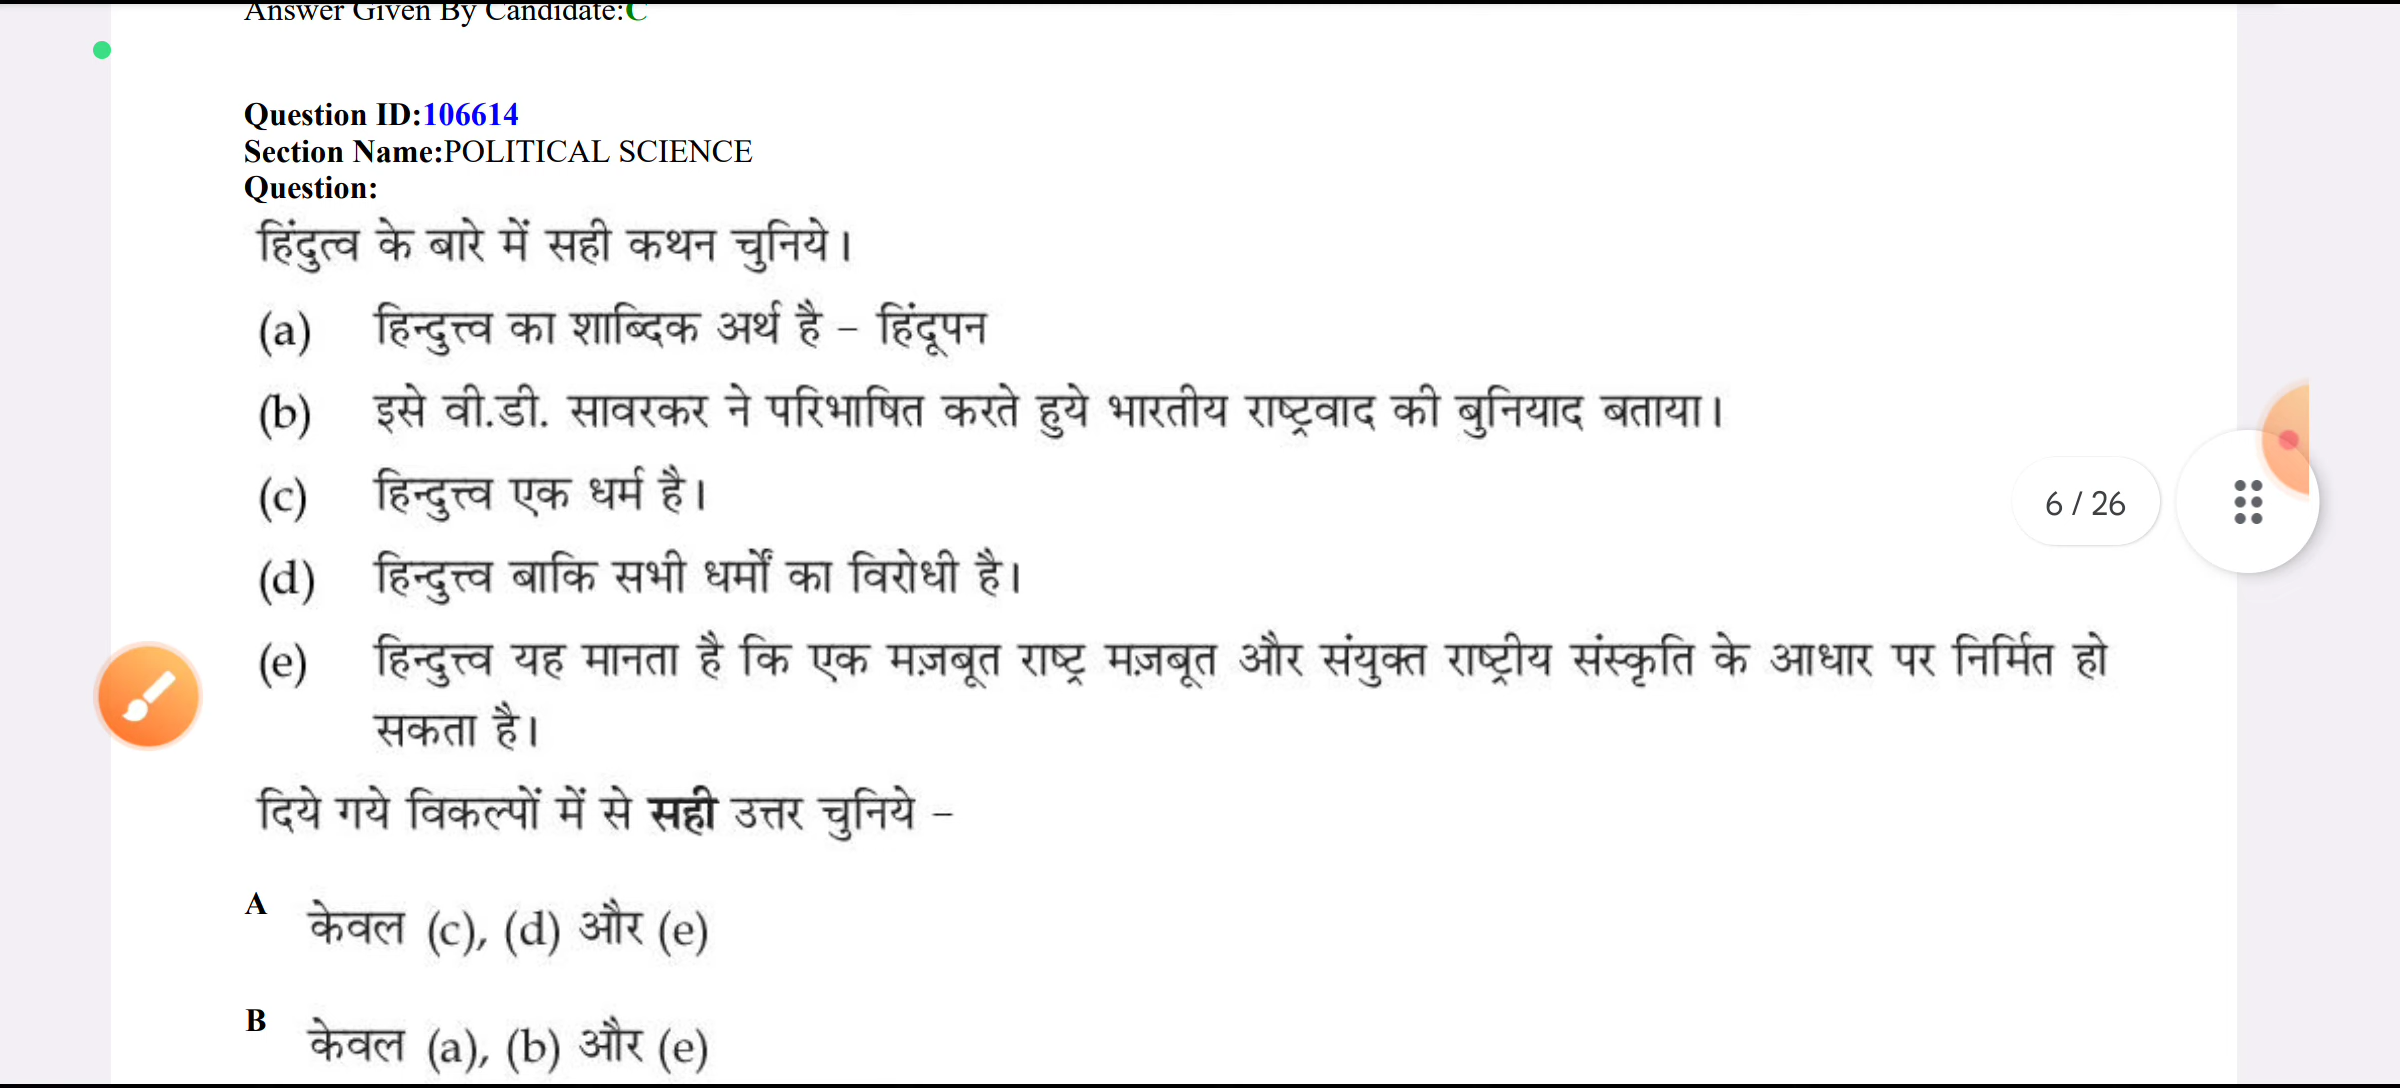 Answer Given By Candidate:C
Question ID:106614
Section Name:POLITICAL SCIENCE
Question:
हिंदुत्व के बारे में सही कथन चुनिये।
(a) हिन्दुत्त्व का शाब्दिक अर्थ है – हिंदूपन
(b) इसे वी.डी. सावरकर ने परिभाषित करते हुये भारतीय राष्ट्रवाद की बुनियाद बताया।
(c) हिन्दुत्त्व एक धर्म है।
(d) हिन्दुत्त्व बाकि सभी धर्मों का विरोधी है।
(e) हिन्दुत्त्व यह मानता है कि एक मज़बूत राष्ट्र मज़बूत और संयुक्त राष्ट्रीय संस्कृति के आधार पर निर्मित हो
सकता है।
6 / 26
दिये गये विकल्पों में से सही उत्तर चुनिये –
A केवल (c), (d) और (e)
B केवल (a), (b) और (e)